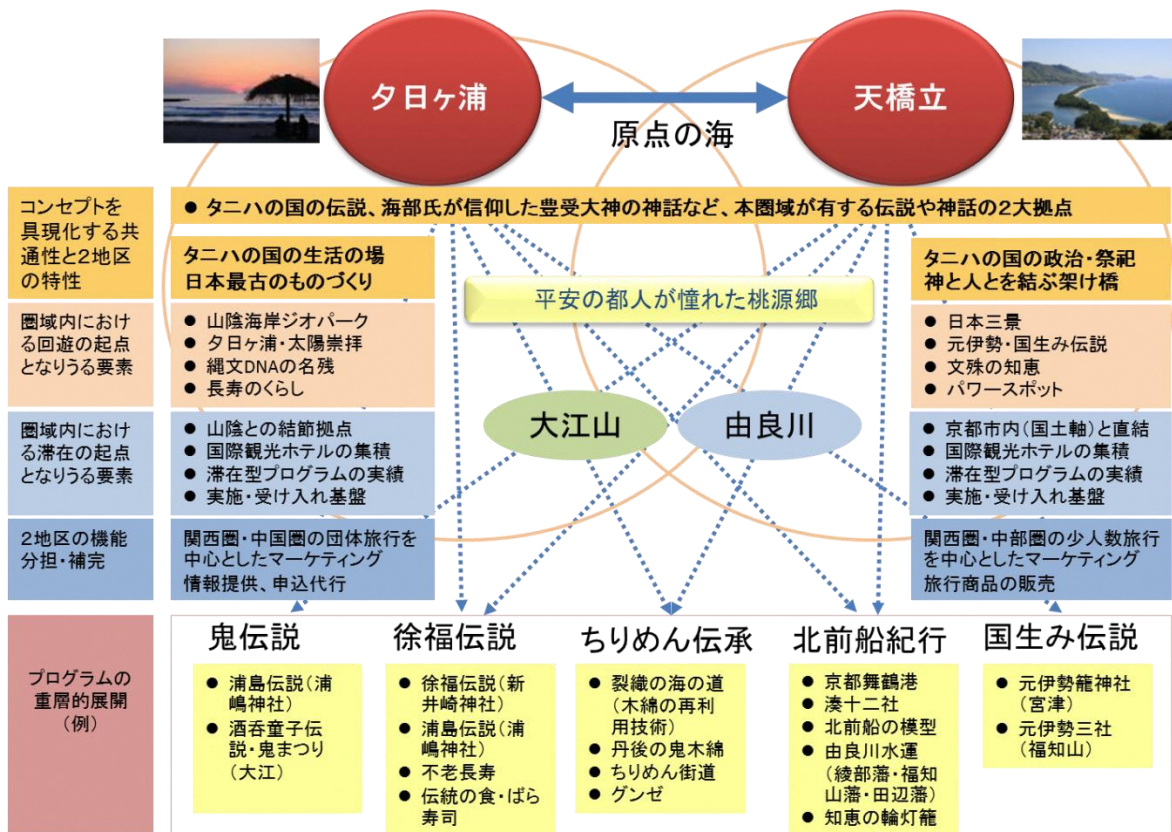 夕日ヶ浦
天橋立
原点の海
コンセプトを
具現化する共
通性と2地区
の特性
● タニハの国の伝説、海部氏が信仰した豊受大神の神話など、本圏域が有する伝説や神話の2大拠点
タニハの国の生活の場
日本最古のものづくり
タニハの国の政治・祭祀
神と人とを結ぶ架け橋
平安の都人が憧れた桃源郷
圏域内におけ
る回遊の起点
となりうる要素
● 山陰海岸ジオパーク
● 夕日ヶ浦・太陽崇拝
● 縄文DNAの名残
● 長寿のくらし
● 日本三景
● 元伊勢・国生み伝説
● 文殊の知恵
● パワースポット
大江山
由良川
圏域内におけ
る滞在の起点
となりうる要素
● 山陰との結節拠点
● 国際観光ホテルの集積
● 滞在型プログラムの実績
● 実施・受け入れ基盤
● 京都市内(国土軸)と直結
● 国際観光ホテルの集積
● 滞在型プログラムの実績
● 実施・受け入れ基盤
2地区の機能
分担・補完
関西圏・中国圏の団体旅行を
中心としたマーケティング
情報提供、申込代行
関西圏・中部圏の少人数旅行
を中心としたマーケティング
旅行商品の販売
プログラムの
重層的展開
(例)
鬼伝説
● 浦島伝説(浦
嶋神社)
● 酒呑童子伝
説・鬼まつり
(大江)
徐福伝説
● 徐福伝説(新
井崎神社)
● 浦島伝説(浦
嶋神社)
● 不老長寿
● 伝統の食・ばら
寿司
ちりめん伝承
● 裂織の海の道
(木綿の再利
用技術)
● 丹後の鬼木綿
● ちりめん街道
● グンゼ
北前船紀行
● 京都舞鶴港
● 湊十二社
● 北前船の模型
● 由良川水運
(綾部藩・福知
山藩・田辺藩)
● 知恵の輪灯籠
国生み伝説
● 元伊勢籠神社
(宮津)
● 元伊勢三社
(福知山)